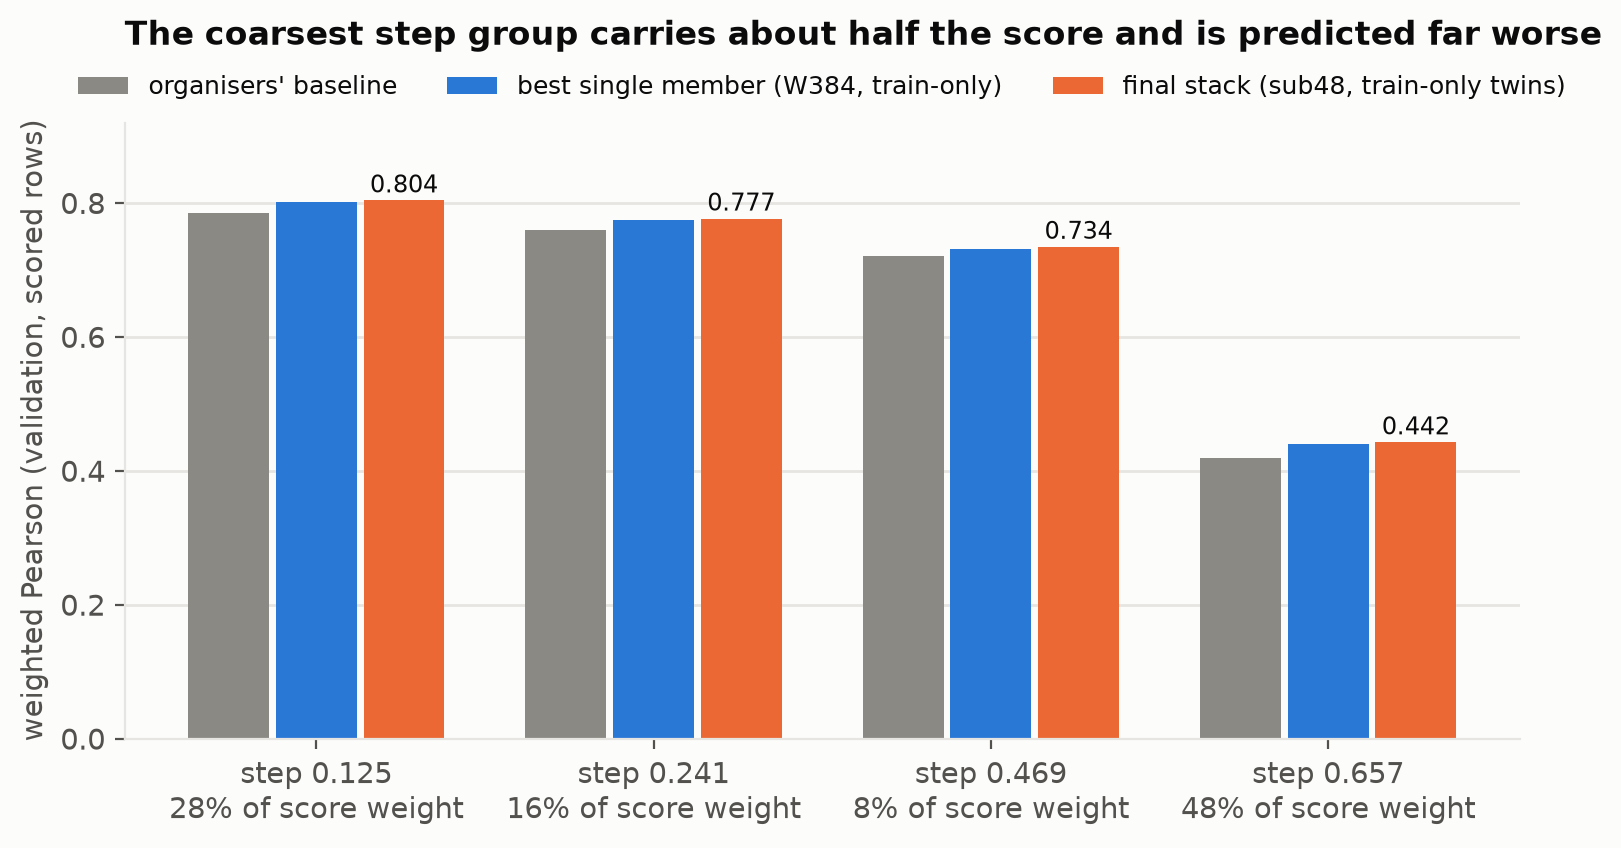 The coarsest step group carries about half the score and is predicted far worse
organisers' baseline
best single member (W384, train-only)
final stack (sub48, train-only twins)
weighted Pearson (validation, scored rows)
0.8
0.6
0.4
0.2
0.0
0.804
0.777
0.734
0.442
step 0.125
28% of score weight
step 0.241
16% of score weight
step 0.469
8% of score weight
step 0.657
48% of score weight